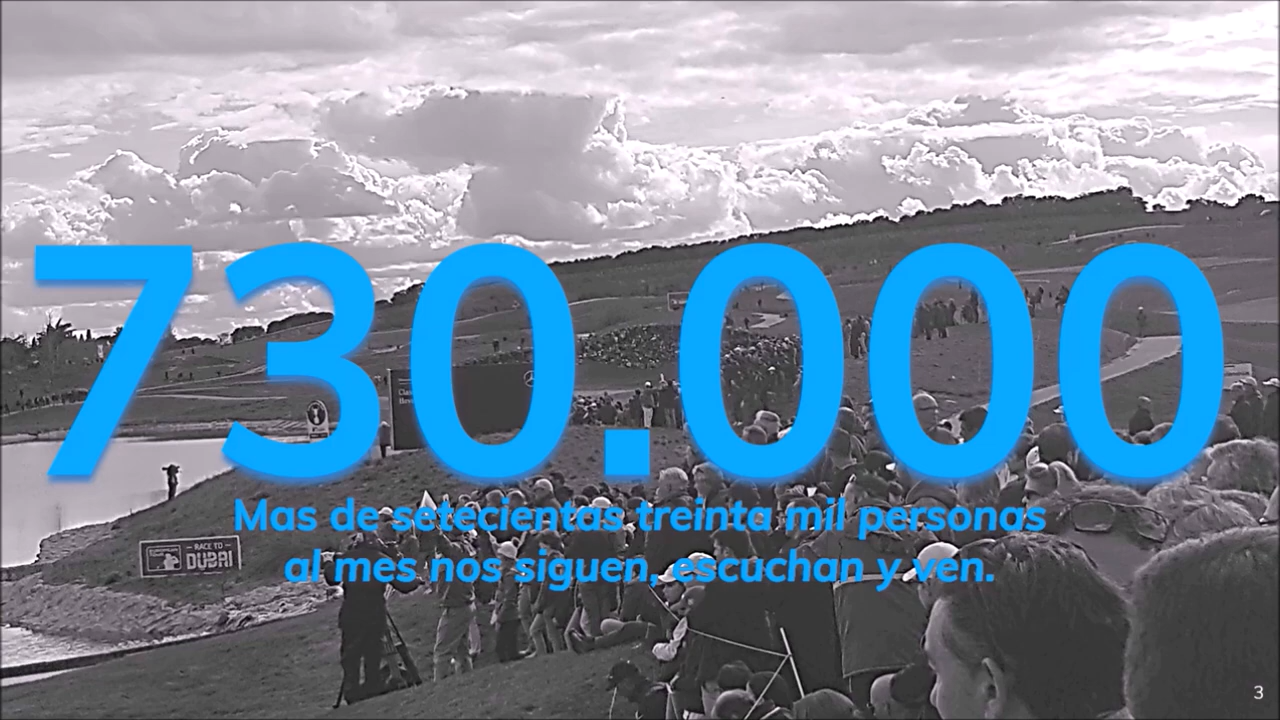 730.000
Mas de setecientas treinta mil personas
al mes nos siguen, escuchan y ven.
RACE TO
DUBAI
3